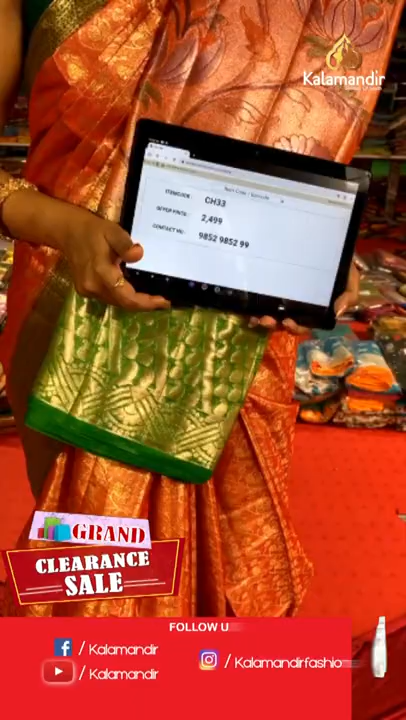 Kalamandir
ITEMCODE : CH33
OFFER PRICE : 2,499
CONTACT NO : 9852 9852 99
GRAND
CLEARANCE
SALE
FOLLOW U
/ Kalamandir
/ Kalamandir
/ Kalamandirfashio